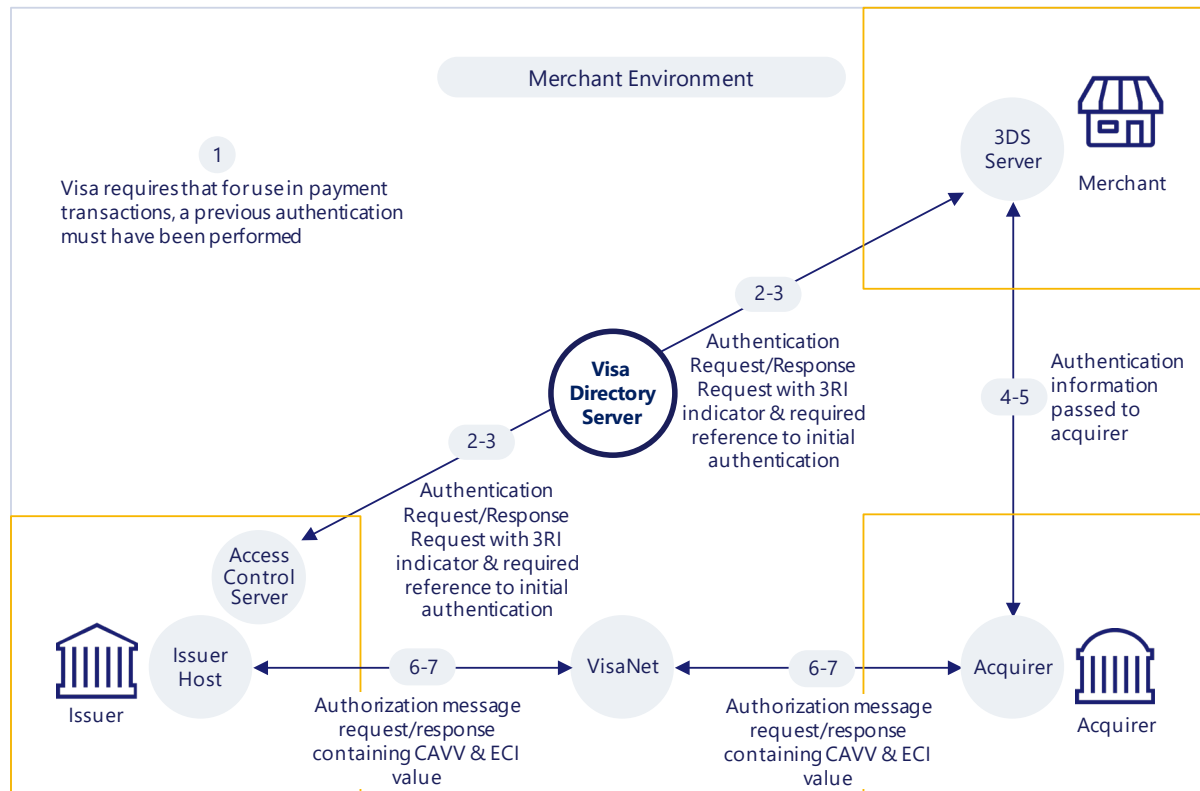 Merchant Environment
3DS
Server
Merchant
1
Visa requires that for use in payment
transactions, a previous authentication
must have been performed
2-3
Authentication
Request/Response
Request with 3RI
indicator & required
reference to initial
authentication
Visa
Directory
Server
4-5
Authentication
information
passed to
acquirer
2-3
Authentication
Request/Response
Request with 3RI
indicator & required
reference to initial
authentication
Access
Control
Server
Issuer
Host
Issuer
6-7
Authorization message
request/response
containing CAVV & ECI
value
VisaNet
6-7
Authorization message
request/response
containing CAVV & ECI
value
Acquirer
Acquirer